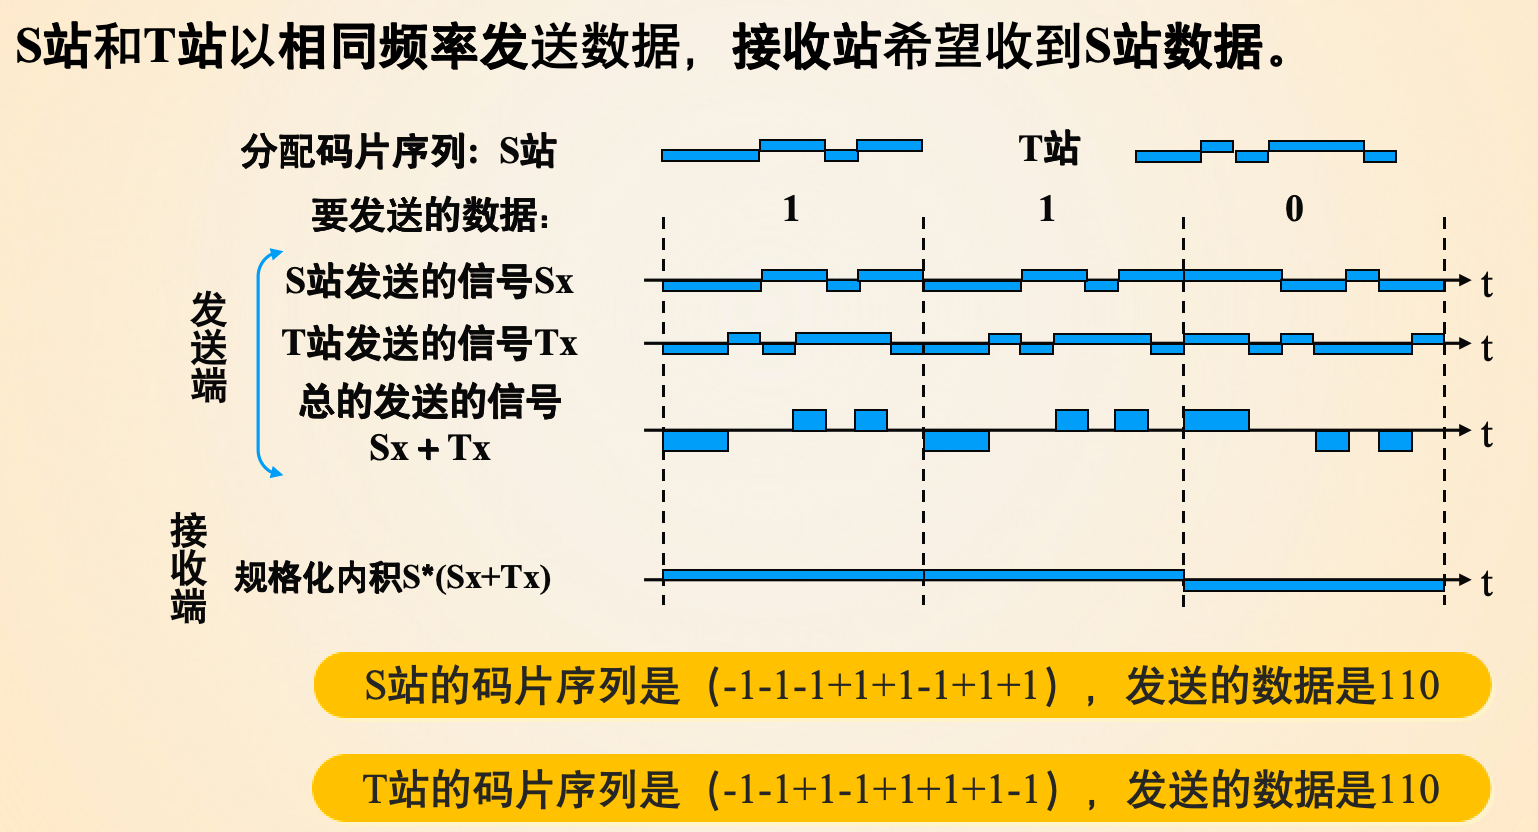 S站和T站以相同频率发送数据，接收站希望收到S站数据。
分配码片序列: S站 T站
要发送的数据: 1 1 0
发送端
S站发送的信号Sx t
T站发送的信号Tx t
总的发送的信号
Sx + Tx t
接收端
规格化内积S*(Sx+Tx) t
S站的码片序列是（-1-1-1+1+1-1+1+1），发送的数据是110
T站的码片序列是（-1-1+1-1+1+1+1-1），发送的数据是110